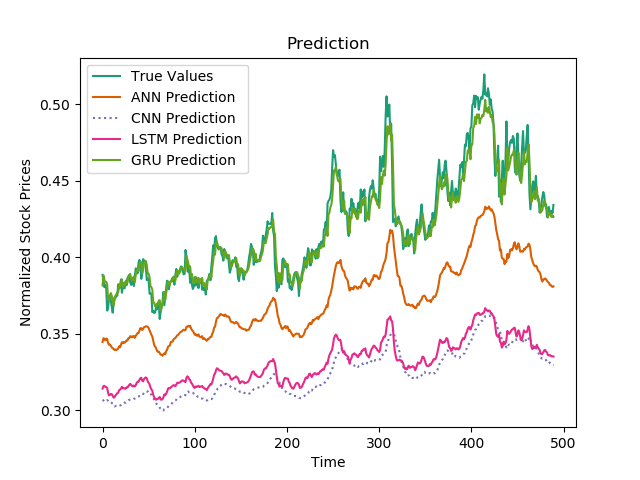 Prediction
True Values
ANN Prediction
CNN Prediction
LSTM Prediction
GRU Prediction
Normalized Stock Prices
0.50
0.45
0.40
0.35
0.30
0 100 200 300 400 500
Time